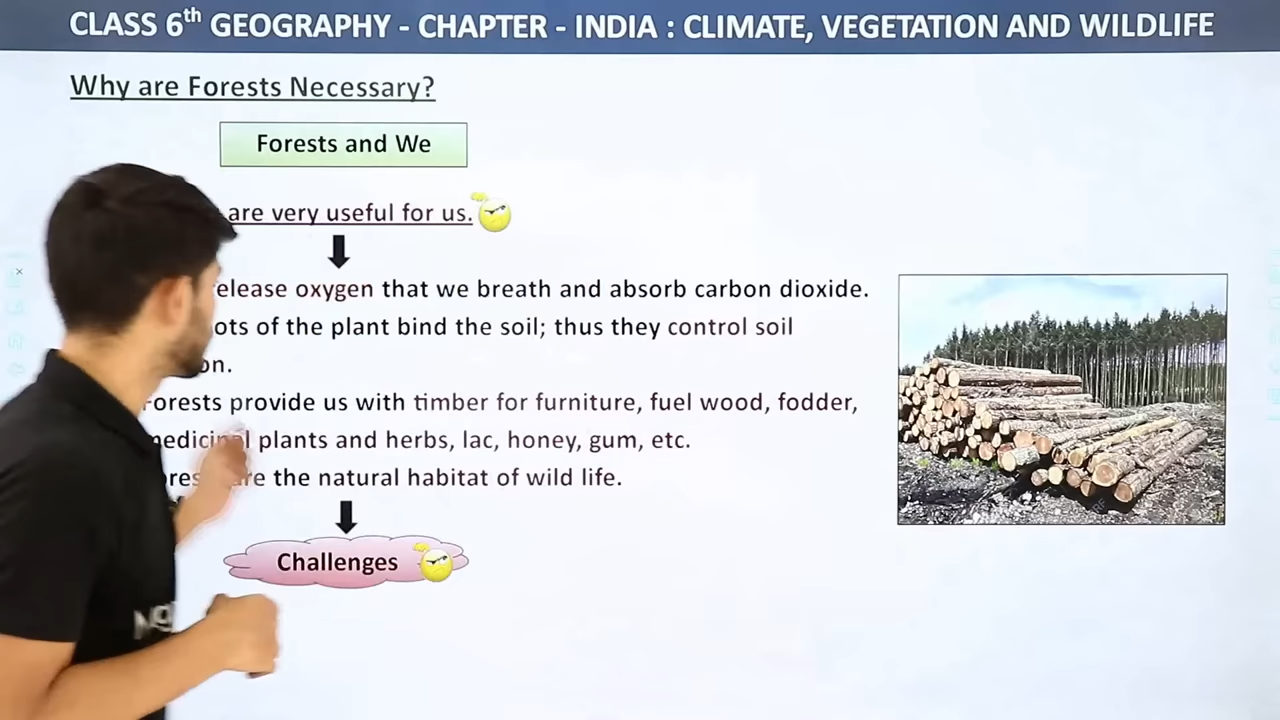 CLASS 6th GEOGRAPHY - CHAPTER - INDIA : CLIMATE, VEGETATION AND WILDLIFE
Why are Forests Necessary?
Forests and We
are very useful for us.
elease oxygen that we breath and absorb carbon dioxide.
ots of the plant bind the soil; thus they control soil
on.
Forests provide us with timber for furniture, fuel wood, fodder,
medicinal plants and herbs, lac, honey, gum, etc.
are the natural habitat of wild life.
Challenges